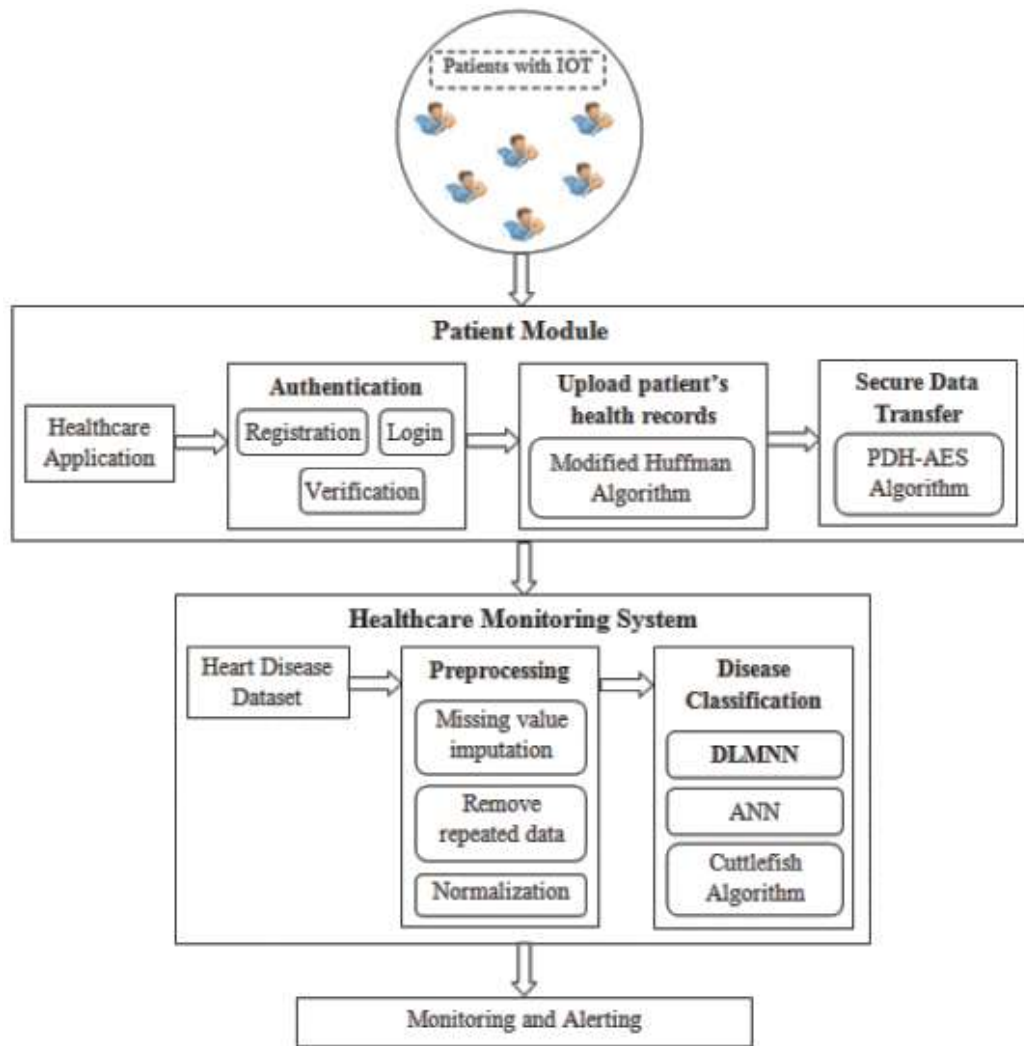 Patients with IOT
Patient Module
Healthcare
Application
Authentication
Registration
Login
Verification
Upload patient's
health records
Modified Huffman
Algorithm
Secure Data
Transfer
PDH-AES
Algorithm
Healthcare Monitoring System
Heart Disease
Dataset
Preprocessing
Missing value
imputation
Remove
repeated data
Normalization
Disease
Classification
DLMNN
ANN
Cuttlefish
Algorithm
Monitoring and Alerting